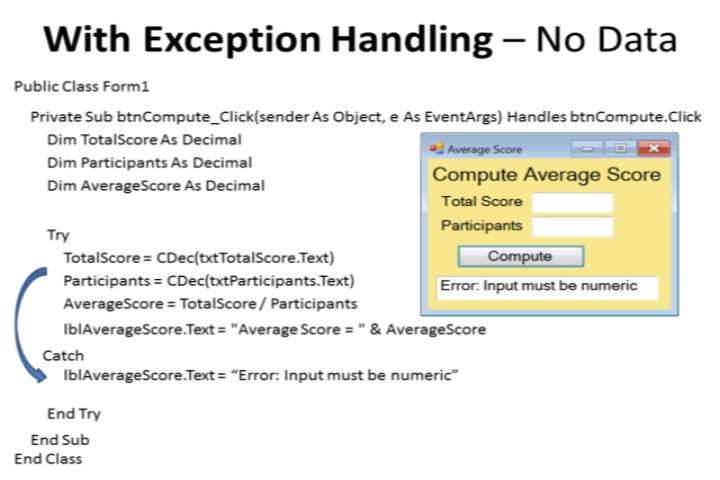 With Exception Handling – No Data
Public Class Form1
Private Sub btnCompute_Click(sender As Object, e As EventArgs) Handles btnCompute.Click
Dim TotalScore As Decimal
Dim Participants As Decimal
Dim AverageScore As Decimal
Try
TotalScore = CDec(txtTotalScore.Text)
Participants = CDec(txtParticipants.Text)
AverageScore = TotalScore / Participants
lblAverageScore.Text = "Average Score = " & AverageScore
Catch
lblAverageScore.Text = “Error: Input must be numeric”
End Try
End Sub
End Class
Average Score
Compute Average Score
Total Score
Participants
Compute
Error: Input must be numeric